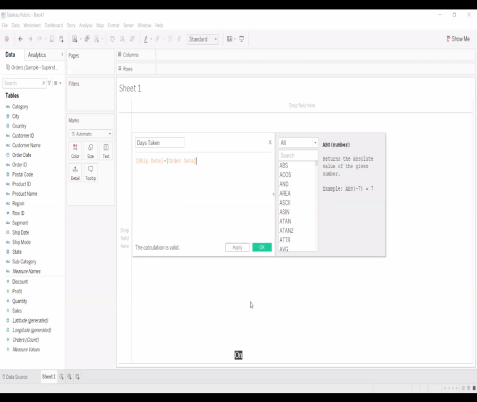 Tableau Public - Book1
File Data Worksheet Dashboard Story Analysis Map Format Server Window Help
Standard
Show Me
Data Analytics
Pages
Columns
Rows
Orders (Sample - Superst...
Search
Filters
Sheet 1
Tables
Drop field here
Category
City
Country
Customer ID
Customer Name
Order Date
Order ID
Postal Code
Product ID
Product Name
Region
Row ID
Segment
Ship Date
Ship Mode
State
Sub-Category
Measure Names
Discount
Profit
Quantity
Sales
Latitude (generated)
Longitude (generated)
Orders (Count)
Measure Values
Marks
Automatic
Color Size Text
Detail Tooltip
Drop
field
here
Days Taken
[Ship Date]-[Order Date]
The calculation is valid.
Apply OK
All
Search
ABS
ACOS
AND
AREA
ASCII
ASIN
ATAN
ATAN2
ATTR
AVG
ABS(number)
Returns the absolute
value of the given
number.
Example: ABS(-7) = 7
On
Data Source Sheet 1